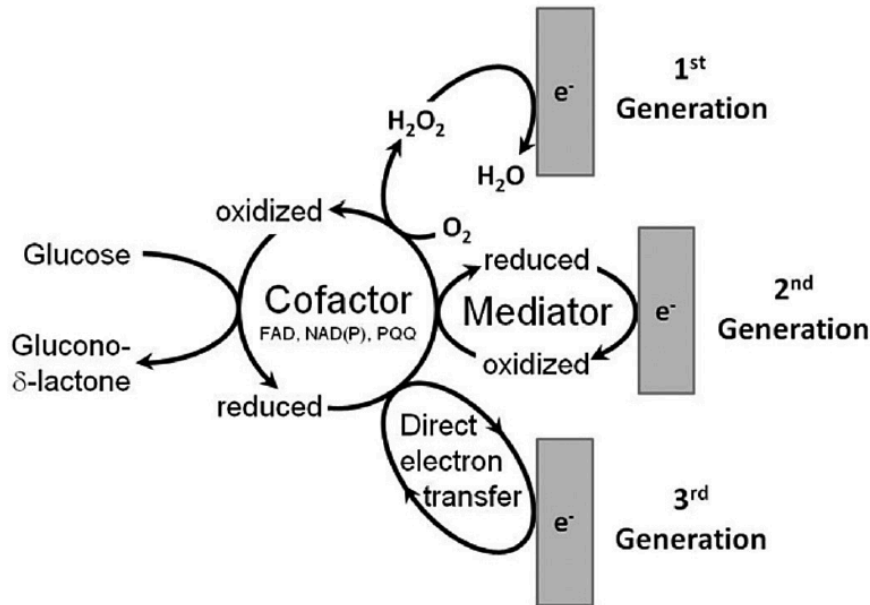 1st
Generation
e-
H2O2
H2O
oxidized
O2
Glucose
Cofactor
FAD, NAD(P), PQQ
reduced
Mediator
oxidized
e-
2nd
Generation
Glucono-
δ-lactone
reduced
Direct
electron
transfer
e-
3rd
Generation